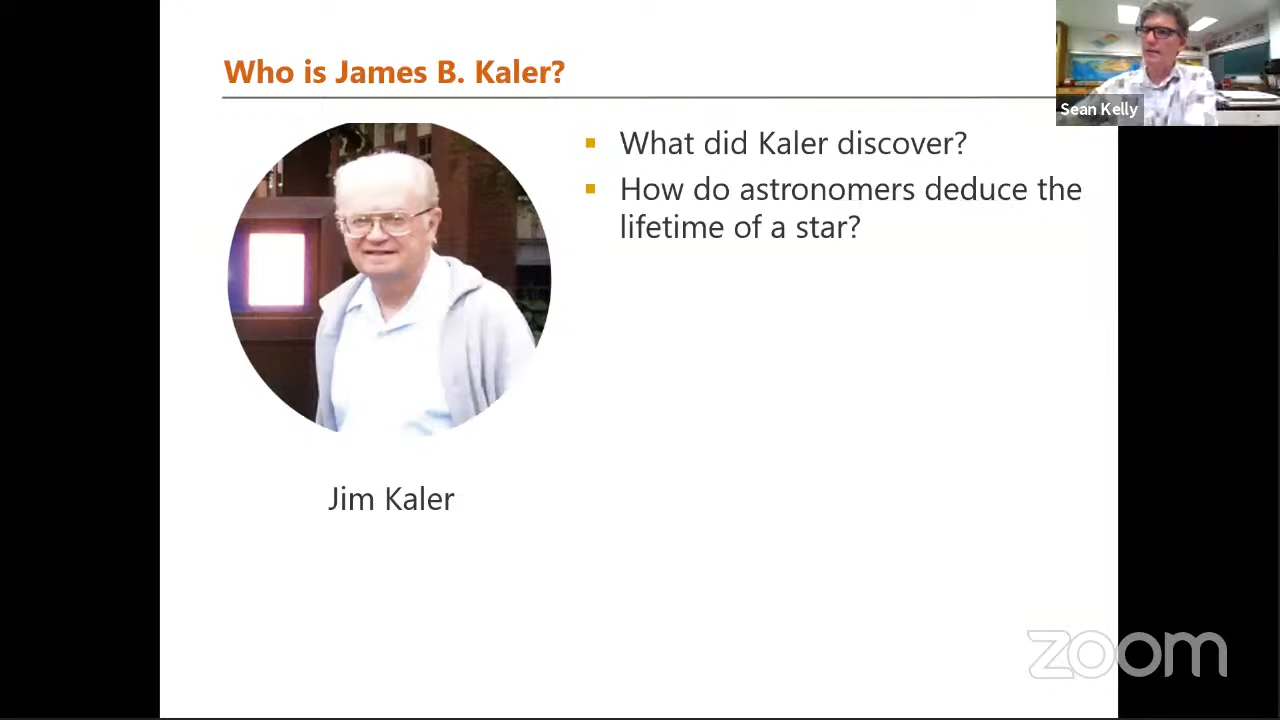 Who is James B. Kaler?
Sean Kelly
What did Kaler discover?
How do astronomers deduce the
lifetime of a star?
Jim Kaler
zoom